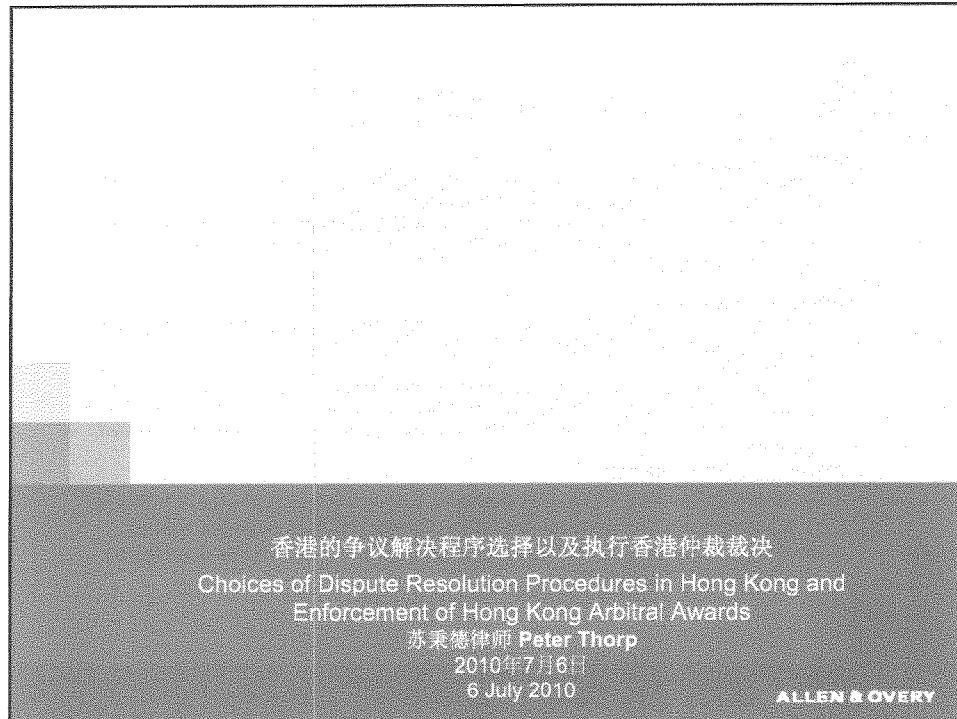 香港的争议解决程序选择以及执行香港仲裁裁决
Choices of Dispute Resolution Procedures in Hong Kong and
Enforcement of Hong Kong Arbitral Awards
苏秉德律师 Peter Thorp
2010年7月6日
6 July 2010
ALLEN & OVERY